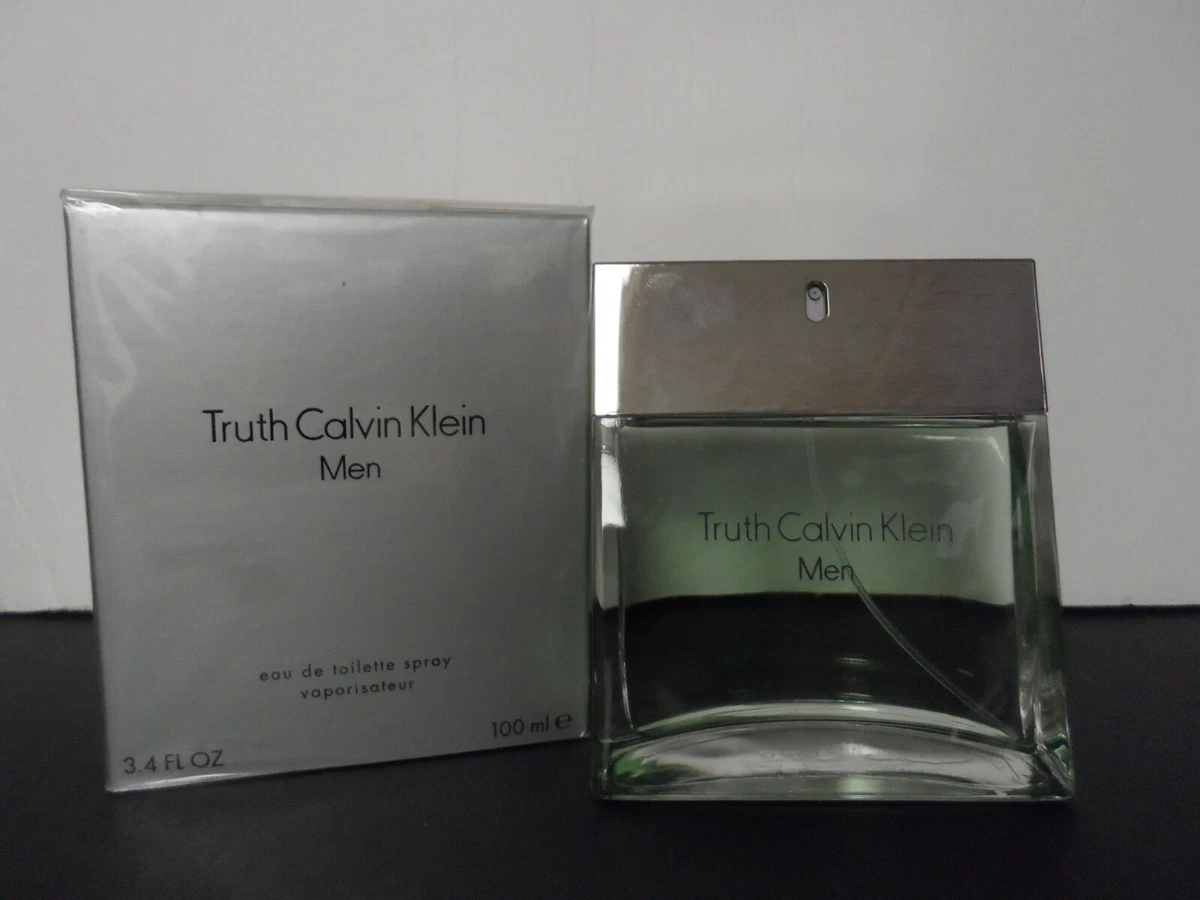 Truth Calvin Klein
Men
eau de toilette spray
vaporisateur
3.4 FL OZ
100 ml ℮
Truth Calvin Klein
Men